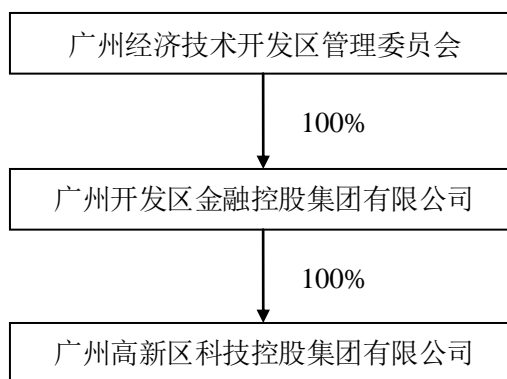 广州经济技术开发区管理委员会
100%
广州开发区金融控股集团有限公司
100%
广州高新区科技控股集团有限公司